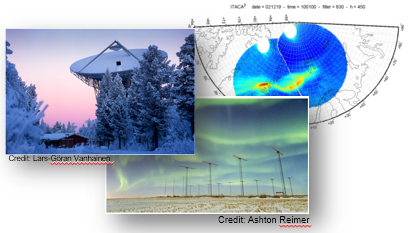 ITACA² date = 021219 - time = 100100 - filter = 630 - h = 450
Credit: Lars-Göran Vanhainen
Credit: Ashton Reimer